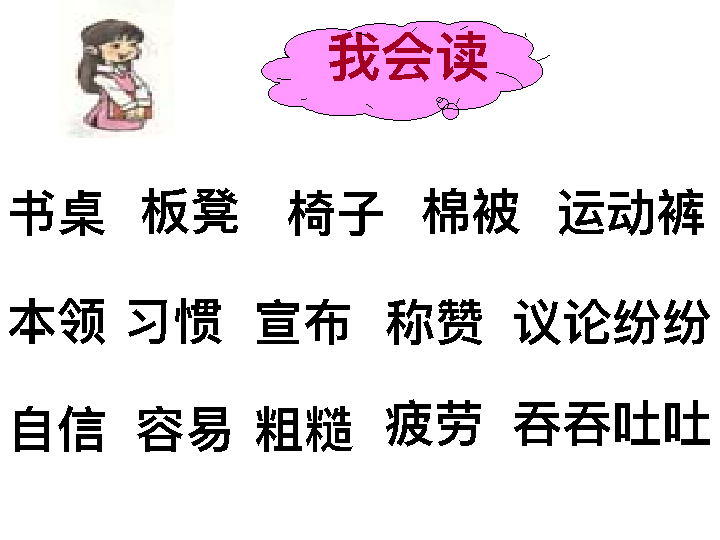 我会读
书桌 板凳 椅子 棉被 运动裤
本领 习惯 宣布 称赞 议论纷纷
自信 容易 粗糙 疲劳 吞吞吐吐